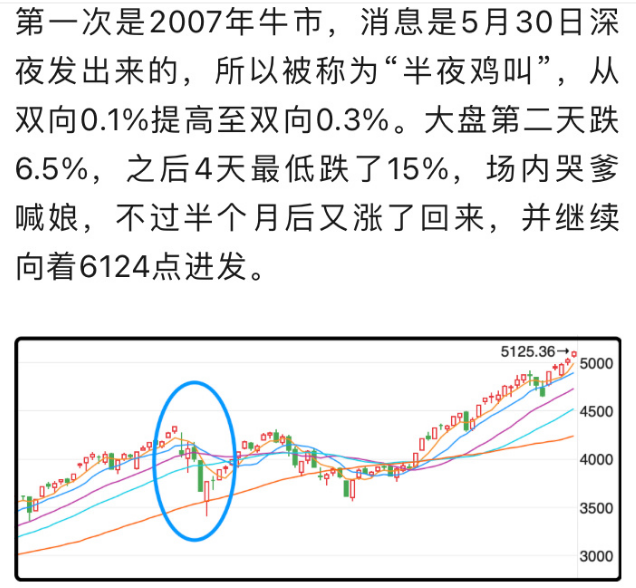 第一次是2007年牛市，消息是5月30日深
夜发出来的，所以被称为“半夜鸡叫”，从
双向0.1%提高至双向0.3%。大盘第二天跌
6.5%，之后4天最低跌了15%，场内哭爹
喊娘，不过半个月后又涨了回来，并继续
向着6124点进发。
5125.36→
5000
4500
4000
3500
3000